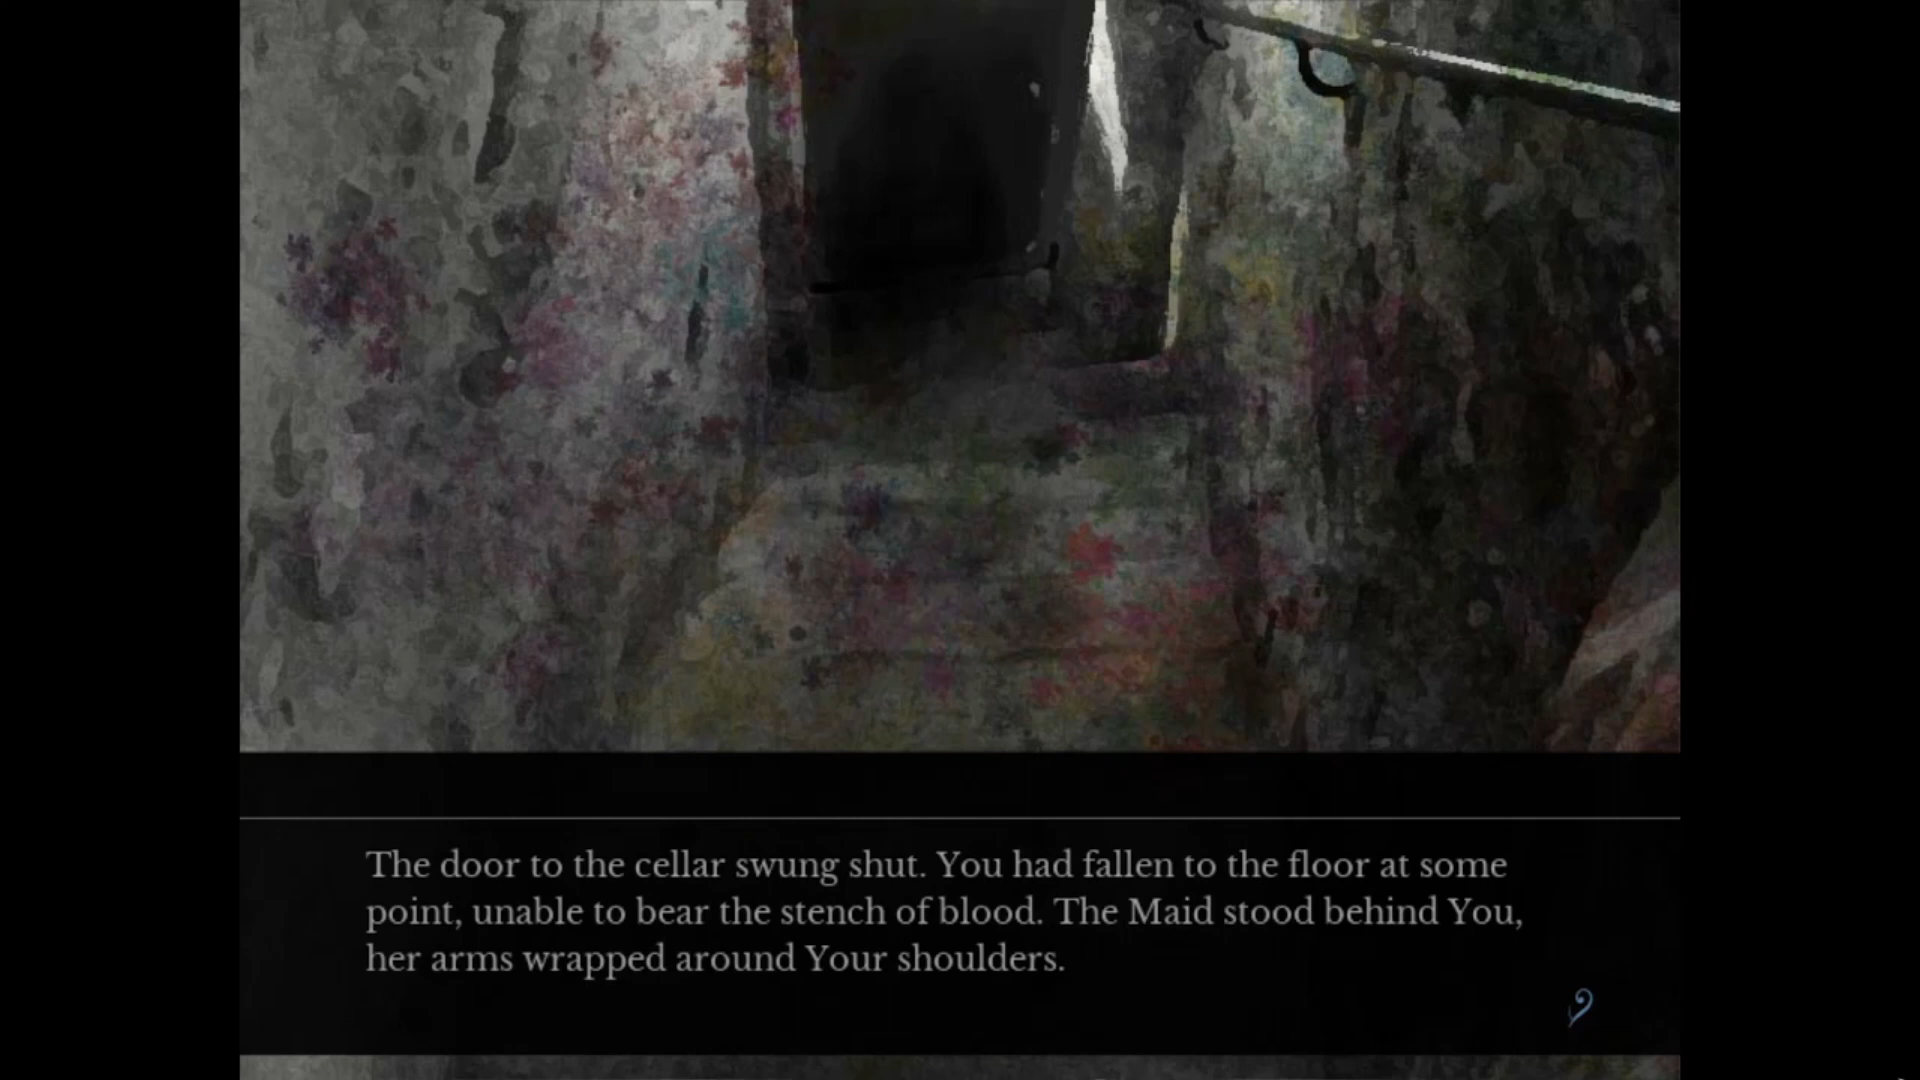 The door to the cellar swung shut. You had fallen to the floor at some
point, unable to bear the stench of blood. The Maid stood behind You,
her arms wrapped around Your shoulders.